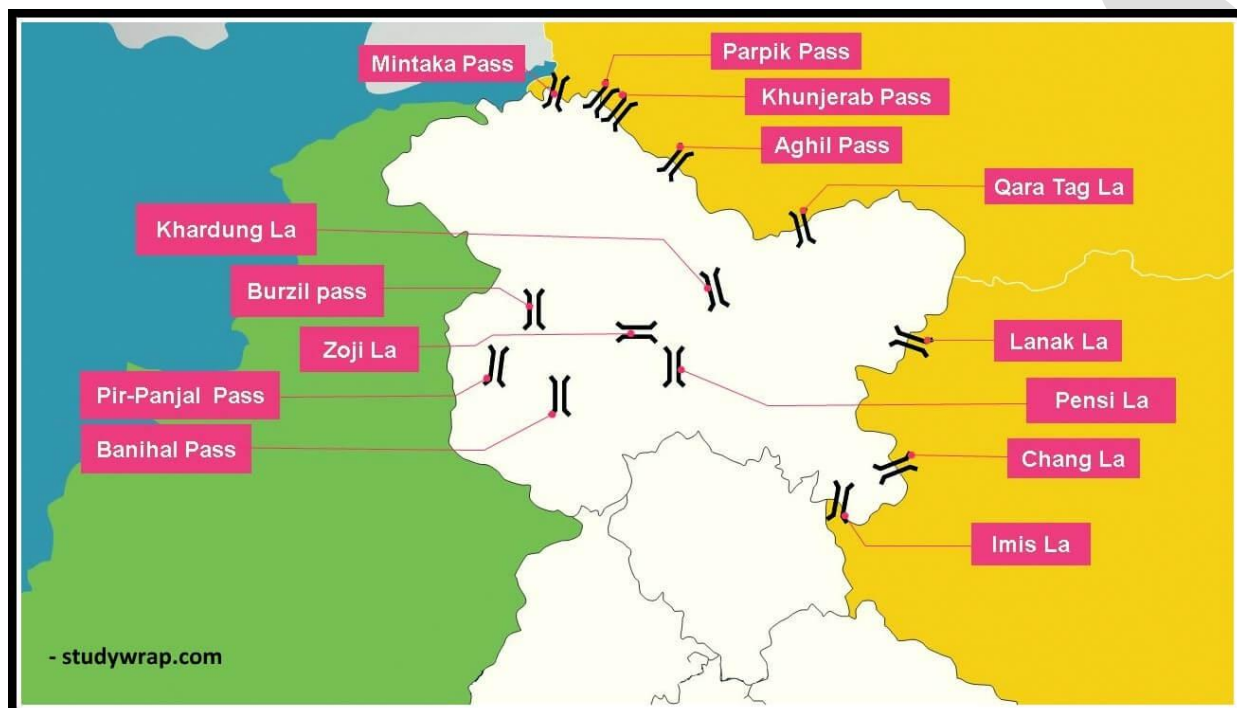 Mintaka Pass
Parpik Pass
Khunjerab Pass
Aghil Pass
Qara Tag La
Khardung La
Burzil pass
Zoji La
Lanak La
Pir-Panjal Pass
Pensi La
Banihal Pass
Chang La
Imis La
- studywrap.com